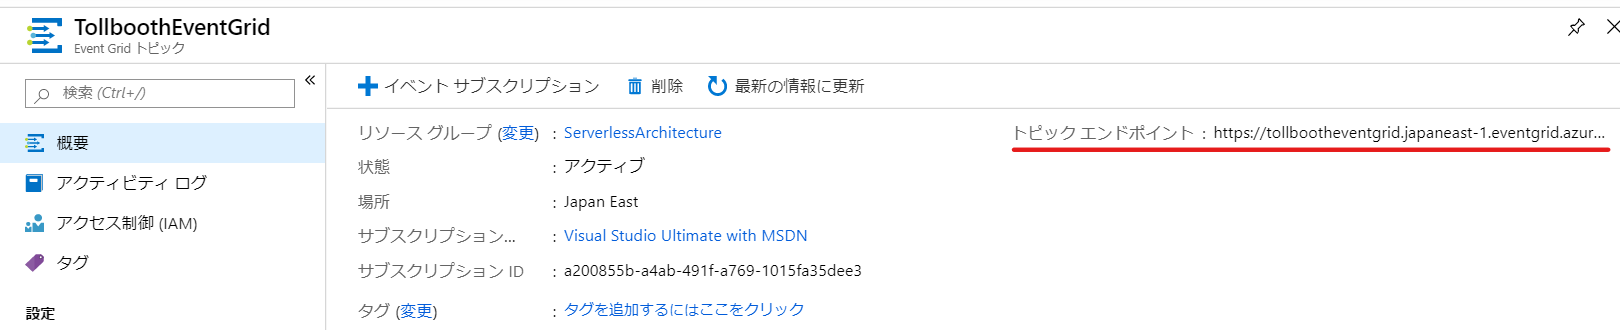 TollboothEventGrid
Event Grid トピック
検索 (Ctrl+/)
概要
アクティビティ ログ
アクセス制御 (IAM)
タグ
設定
イベント サブスクリプション 削除 最新の情報に更新
リソース グループ (変更) : ServerlessArchitecture
状態 : アクティブ
場所 : Japan East
サブスクリプション... : Visual Studio Ultimate with MSDN
サブスクリプション ID : a200855b-a4ab-491f-a769-1015fa35dee3
タグ (変更) : タグを追加するにはここをクリック
トピック エンドポイント : https://tollbootheventgrid.japaneast-1.eventgrid.azur...